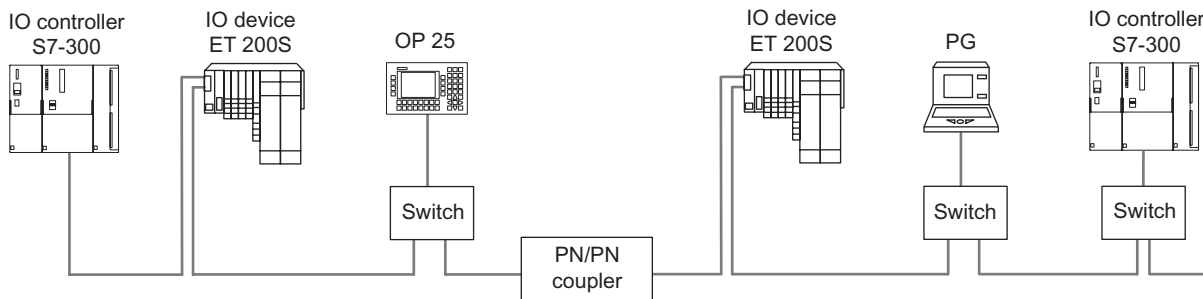 IO controller
S7-300
IO device
ET 200S
OP 25
IO device
ET 200S
PG
IO controller
S7-300
Switch
Switch
Switch
PN/PN
coupler